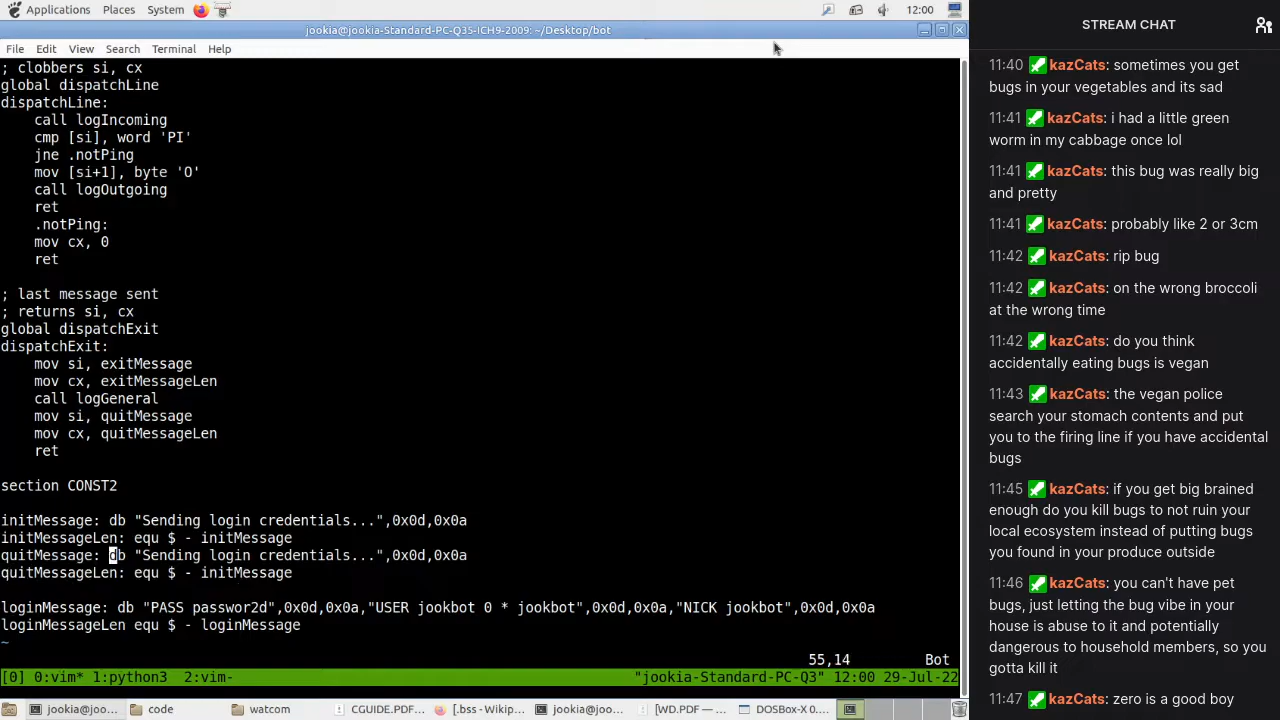 Applications Places System 12:00
jookia@jookia-Standard-PC-Q35-ICH9-2009: ~/Desktop/bot
File Edit View Search Terminal Help
; clobbers si, cx
global dispatchLine
dispatchLine:
call logIncoming
cmp [si], word 'PI'
jne .notPing
mov [si+1], byte 'O'
call logOutgoing
ret
.notPing:
mov cx, 0
ret
; last message sent
; returns si, cx
global dispatchExit
dispatchExit:
mov si, exitMessage
mov cx, exitMessageLen
call logGeneral
mov si, quitMessage
mov cx, quitMessageLen
ret
section CONST2
initMessage: db "Sending login credentials...",0x0d,0x0a
initMessageLen: equ $ - initMessage
quitMessage: db "Sending login credentials...",0x0d,0x0a
quitMessageLen: equ $ - initMessage
loginMessage: db "PASS passwor2d",0x0d,0x0a,"USER jookbot 0 * jookbot",0x0d,0x0a,"NICK jookbot",0x0d,0x0a
loginMessageLen equ $ - loginMessage
~
55,14 Bot
[0] 0:vim* 1:python3 2:vim- "jookia-Standard-PC-Q3" 12:00 29-Jul-22
jookia@joo... code watcom CGUIDE.PDF... [.bss - Wikip... jookia@joo... [WD.PDF — ... DOSBox-X 0....
STREAM CHAT
11:40 kazCats: sometimes you get
bugs in your vegetables and its sad
11:41 kazCats: i had a little green
worm in my cabbage once lol
11:41 kazCats: this bug was really big
and pretty
11:41 kazCats: probably like 2 or 3cm
11:42 kazCats: rip bug
11:42 kazCats: on the wrong broccoli
at the wrong time
11:42 kazCats: do you think
accidentally eating bugs is vegan
11:43 kazCats: the vegan police
search your stomach contents and put
you to the firing line if you have accidental
bugs
11:45 kazCats: if you get big brained
enough do you kill bugs to not ruin your
local ecosystem instead of putting bugs
you found in your produce outside
11:46 kazCats: you can't have pet
bugs, just letting the bug vibe in your
house is abuse to it and potentially
dangerous to household members, so you
gotta kill it
11:47 kazCats: zero is a good boy